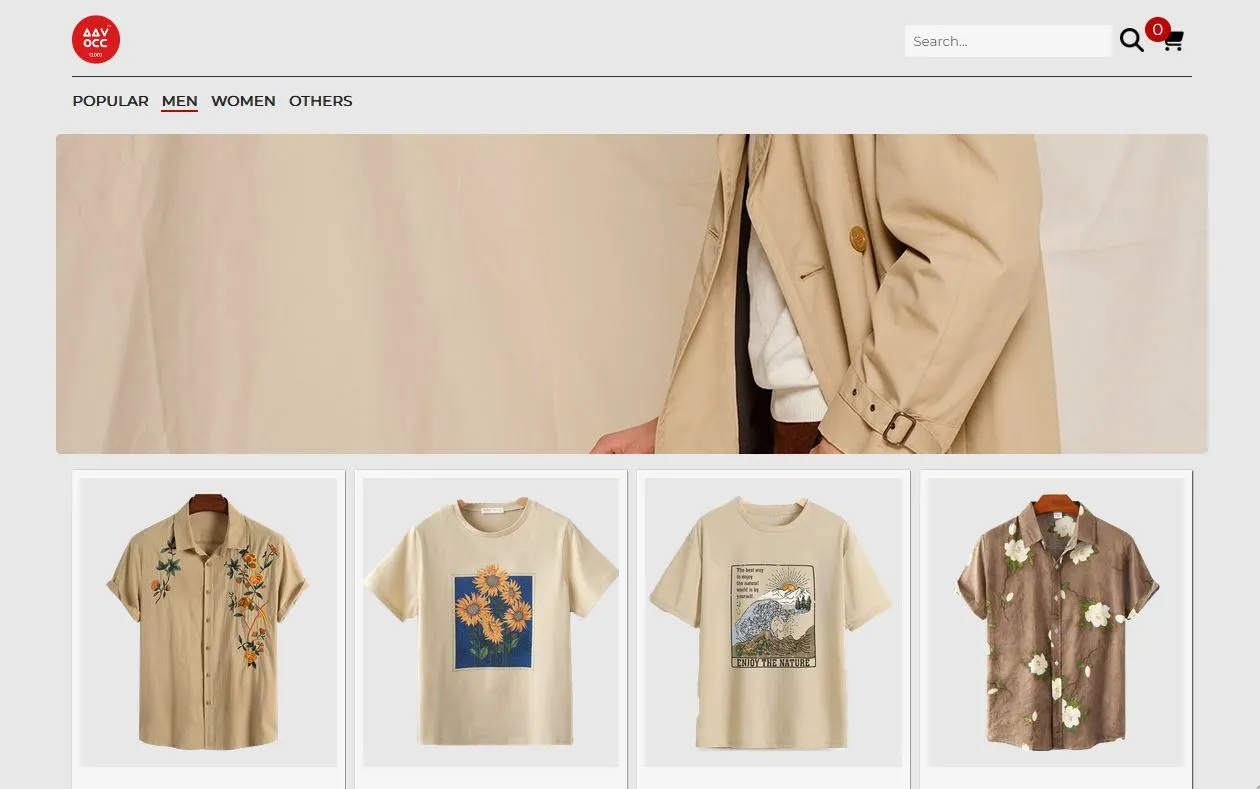 AAV
OCC
Search...
0
POPULAR MEN WOMEN OTHERS
The best way
to enjoy
the natural
world is by
yourself.
ENJOY THE NATURE